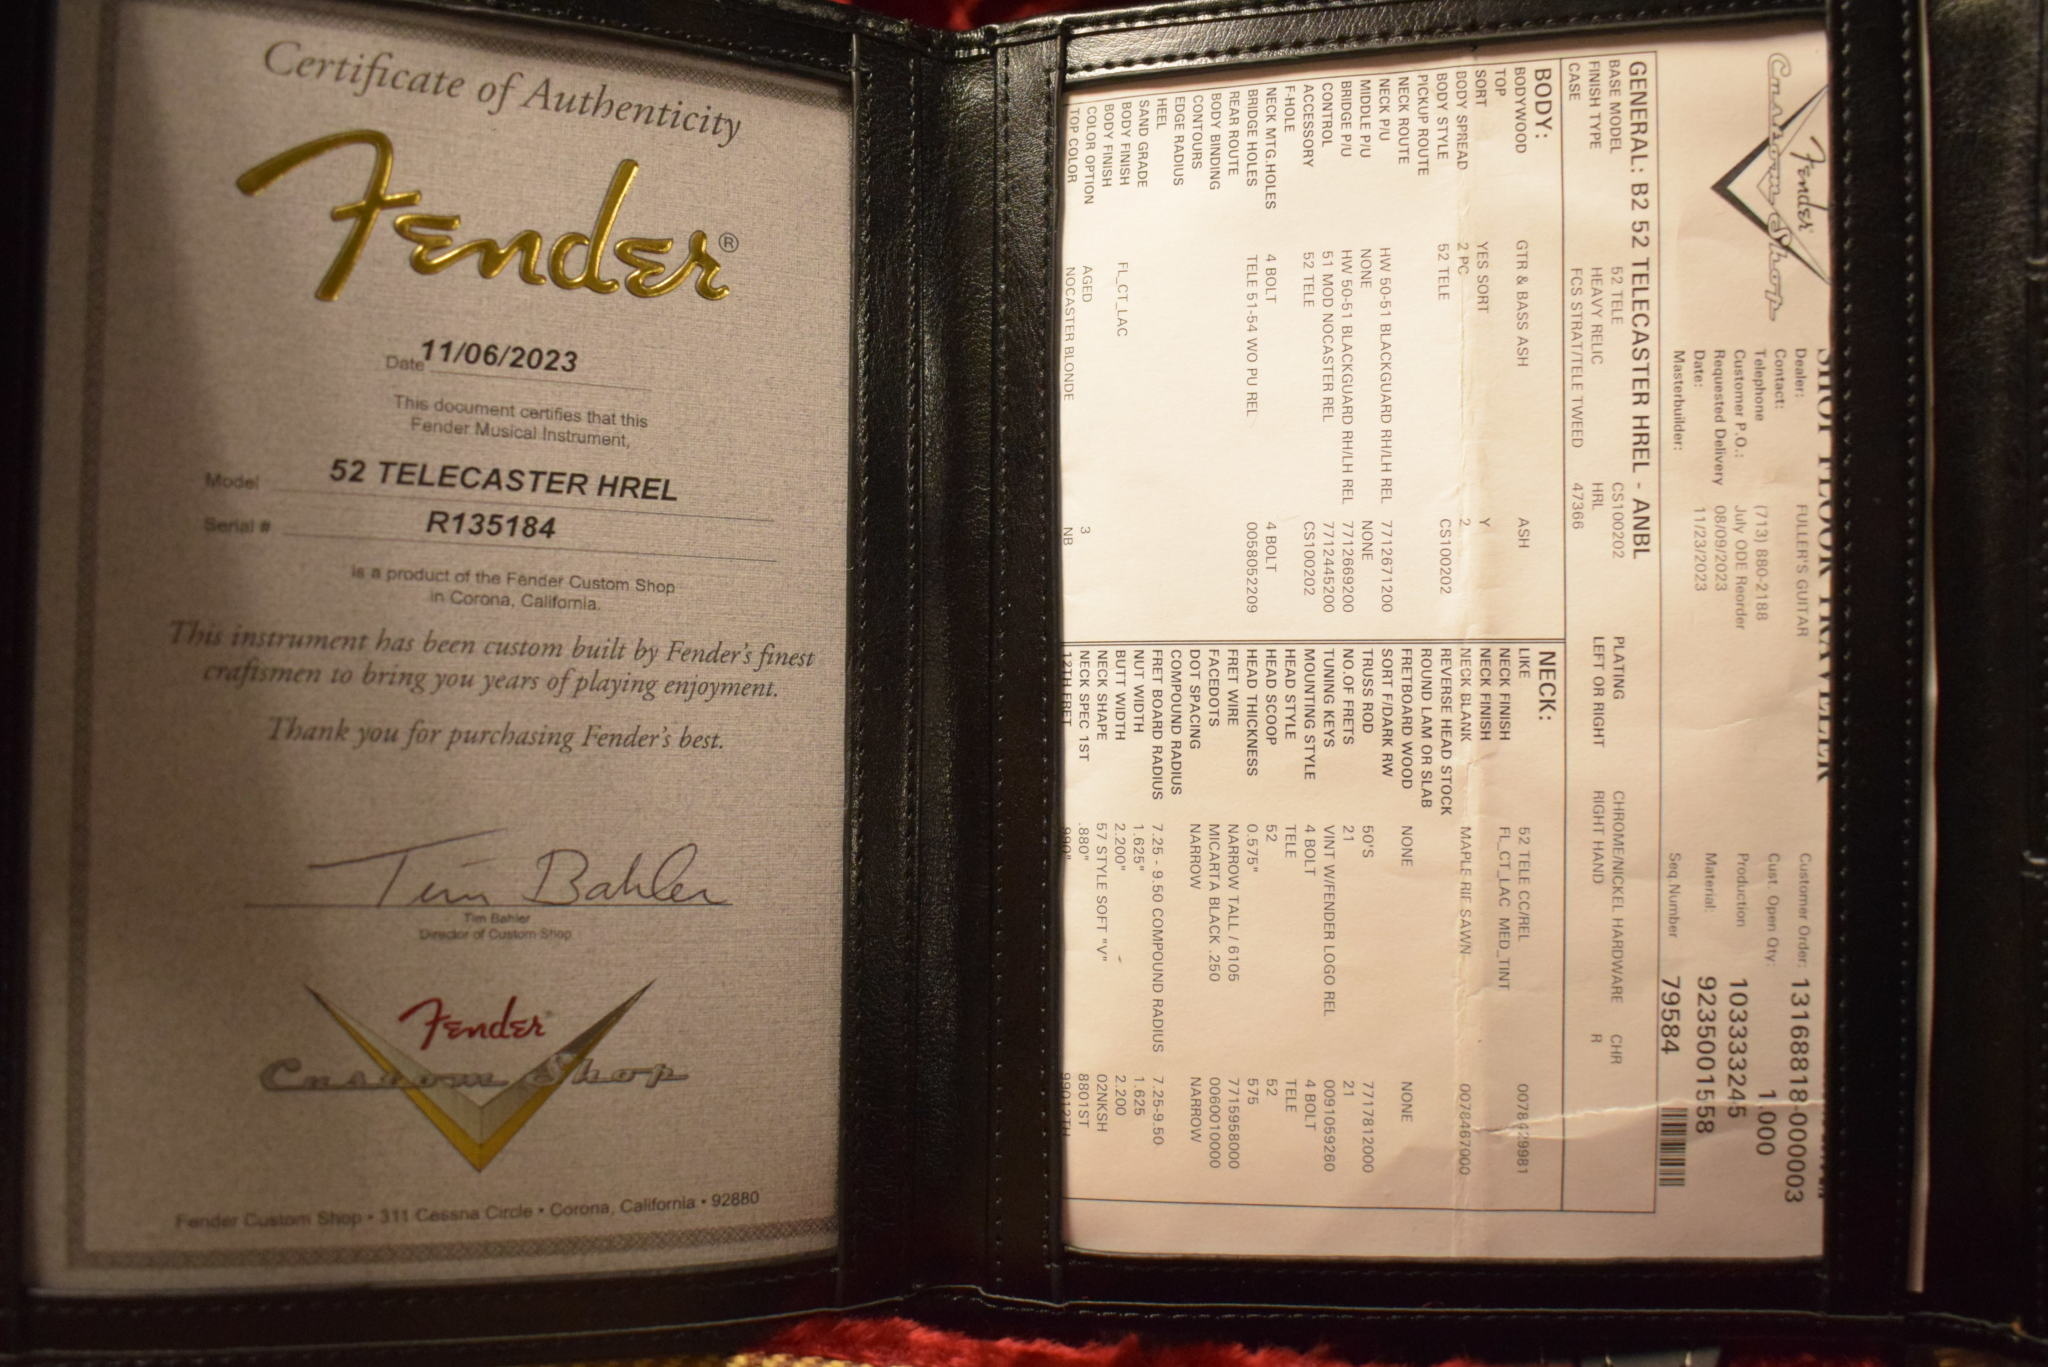 Certificate of Authenticity
Fender®
Date 11/06/2023
This document certifies that this
Fender Musical Instrument,
Model 52 TELECASTER HREL
Serial # R135184
is a product of the Fender Custom Shop
in Corona, California.
This instrument has been custom built by Fender's finest
craftsmen to bring you years of playing enjoyment.
Thank you for purchasing Fender's best.
Tim Bahler
Tim Bahler
Director of Custom Shop
Fender®
Custom Shop
Fender Custom Shop • 311 Cessna Circle • Corona, California • 92880
SHOP FLOOR TRAVELER
Fender®
Custom Shop
Dealer: FULLER'S GUITAR
Contact:
Telephone (713) 880-2188
Customer P.O.: July ODE Reorder
Requested Delivery 08/09/2023
Date: 11/23/2023
Masterbuilder:
Customer Order: 131688818-000003
Cust. Open Qty: 1.000
Production 103333245
Material: 9235001558
Seq.Number 79584
GENERAL: B2 52 TELECASTER HREL - ANBL
BASE MODEL 52 TELE CS100202 PLATING CHROME/NICKEL HARDWARE CHR
FINISH TYPE HEAVY RELIC HRL LEFT OR RIGHT RIGHT HAND R
CASE FCS STRAT/TELE TWEED 47366
BODY:
BODYWOOD GTR & BASS ASH ASH
TOP
SORT YES SORT Y
BODY SPREAD 2 PC 2
BODY STYLE 52 TELE CS100202
PICKUP ROUTE
NECK ROUTE
NECK P/U HW 50-51 BLACKGUARD RH/LH REL 7712671200
MIDDLE P/U NONE NONE
BRIDGE P/U HW 50-51 BLACKGUARD RH/LH REL 7712669200
CONTROL 51 MOD NOCASTER REL 7712445200
ACCESSORY 52 TELE CS100202
F-HOLE
NECK MTG.HOLES 4 BOLT 4 BOLT
BRIDGE HOLES TELE 51-54 WO PU REL 0058052209
REAR ROUTE
BODY BINDING
CONTOURS
EDGE RADIUS
HEEL
SAND GRADE
BODY FINISH FL_CT_LAC
BODY FINISH
COLOR OPTION AGED 3
TOP COLOR NOCASTER BLONDE NB
NECK:
LIKE 52 TELE CC/REL
NECK FINISH FL_CT_LAC MED_TINT
NECK FINISH
NECK BLANK MAPLE RIF SAWN 0078467000
REVERSE HEAD STOCK
ROUND LAM OR SLAB
FRETBOARD WOOD NONE NONE
SORT F/DARK RW
TRUSS ROD 50'S 7717812000
NO.OF FRETS 21 21
TUNING KEYS VINT W/FENDER LOGO REL 0091059260
MOUNTING STYLE 4 BOLT 4 BOLT
HEAD STYLE TELE TELE
HEAD SCOOP 52 52
HEAD THICKNESS 0.575" 575
FRET WIRE NARROW TALL / 6105 7715958000
FACEDOTS MICARTA BLACK .250 0060010000
DOT SPACING NARROW NARROW
COMPOUND RADIUS
FRET BOARD RADIUS 7.25 - 9.50 COMPOUND RADIUS 7.25-9.50
NUT WIDTH 1.625" 1.625
BUTT WIDTH 2.200" 2.200
NECK SHAPE 57 STYLE SOFT "V" 02NKSH
NECK SPEC 1ST .880" 8801ST
12TH FRET .990" 99012TH